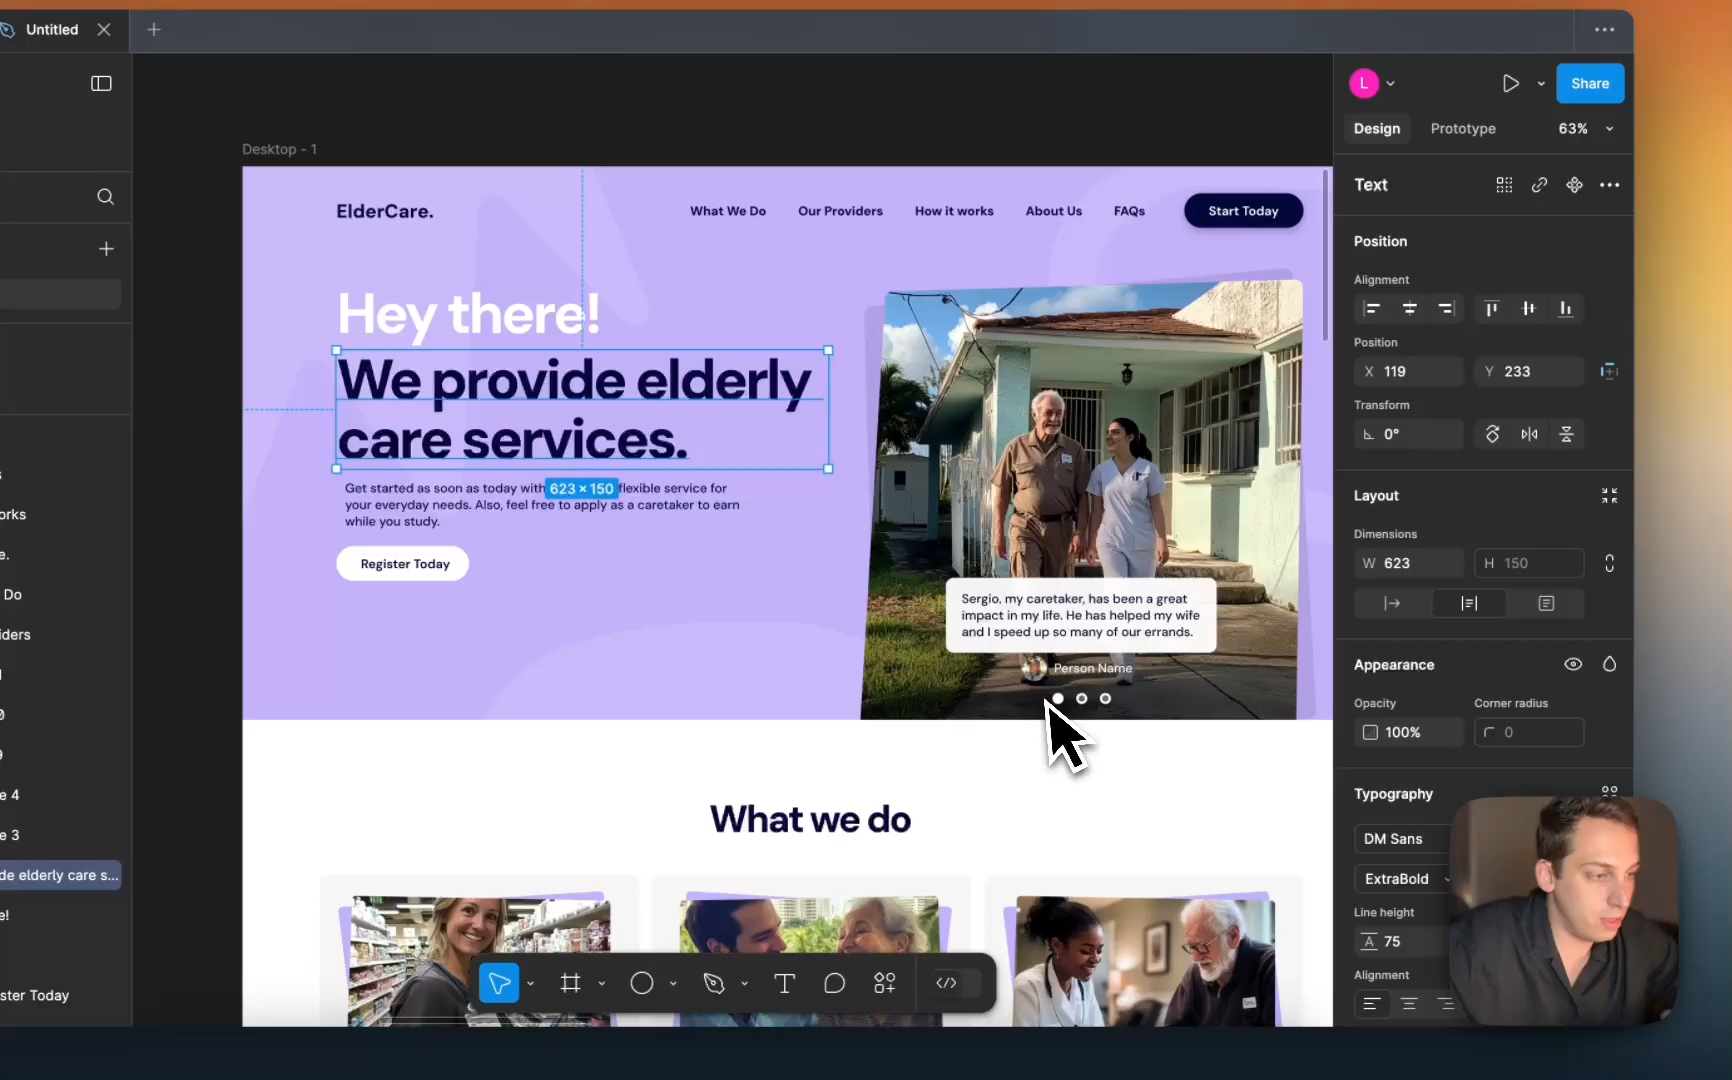 Untitled
Desktop - 1
ElderCare.
What We Do
Our Providers
How it works
About Us
FAQs
Start Today
Hey there!
We provide elderly
care services.
Get started as soon as today with
flexible service for
623 × 150
your everyday needs. Also, feel free to apply as a caretaker to earn
while you study.
Register Today
Sergio, my caretaker, has been a great
impact in my life. He has helped my wife
and I speed up so many of our errands.
Person Name
What we do
s
orks
e.
Do
iders
e 4
e 3
de elderly care s...
e!
ster Today
L
Share
Design
Prototype
63%
Text
Position
Alignment
Position
X 119
Y 233
Transform
0°
Layout
Dimensions
W 623
H 150
Appearance
Opacity
Corner radius
100%
0
Typography
DM Sans
ExtraBold
Line height
75
Alignment